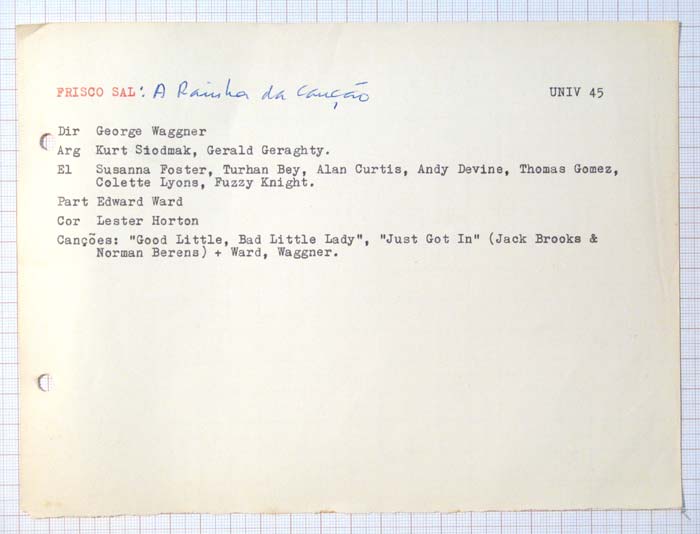 FRISCO SAL: A Rainha da Canção UNIV 45
Dir George Waggner
Arg Kurt Siodmak, Gerald Geraghty.
El Susanna Foster, Turhan Bey, Alan Curtis, Andy Devine, Thomas Gomez,
Colette Lyons, Fuzzy Knight.
Part Edward Ward
Cor Lester Horton
Canções: "Good Little, Bad Little Lady", "Just Got In" (Jack Brooks &
Norman Berens) + Ward, Waggner.